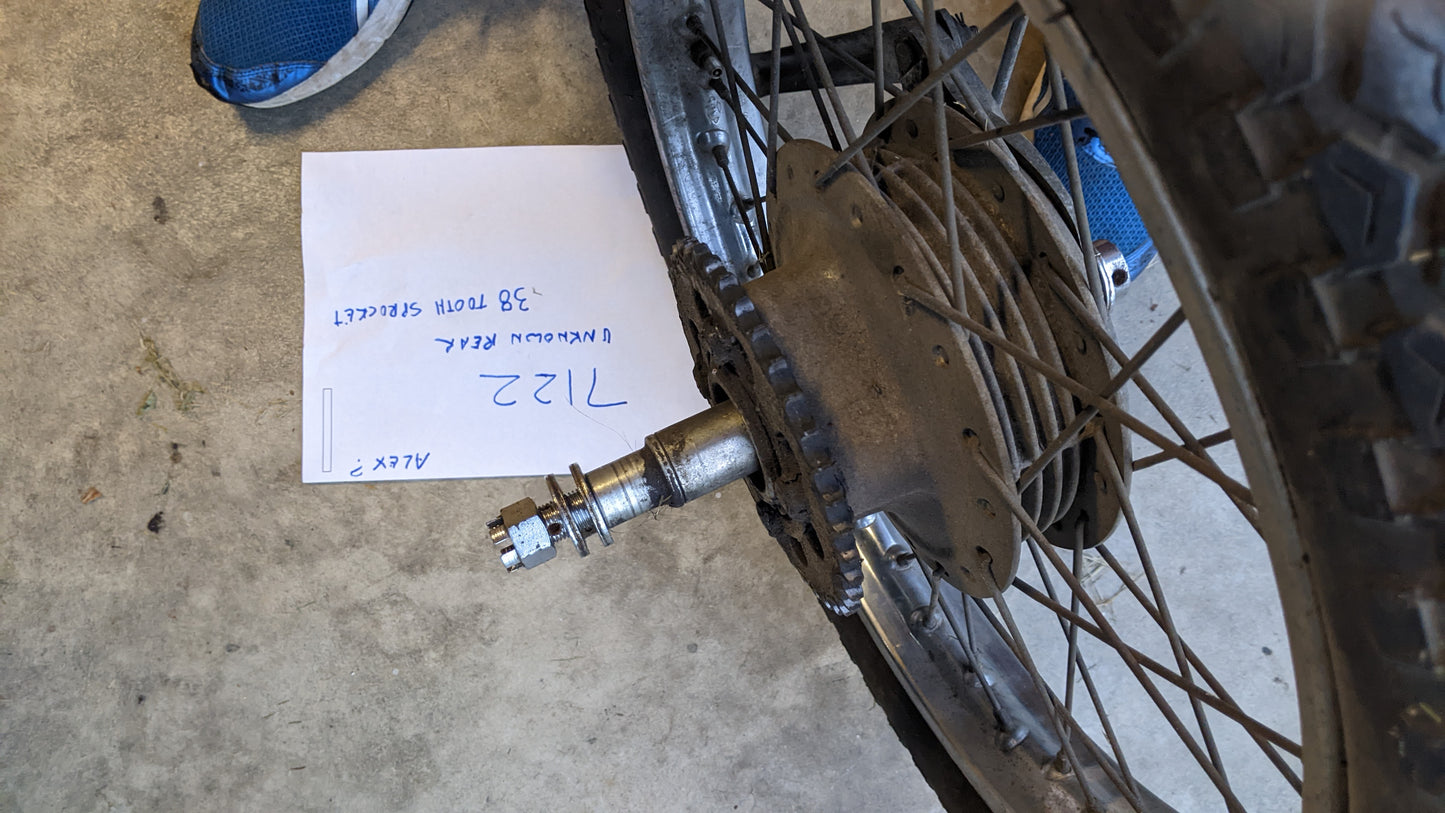 ALEX?
7122
UNKNOWN REAR
38 TOOTH SPROCKET